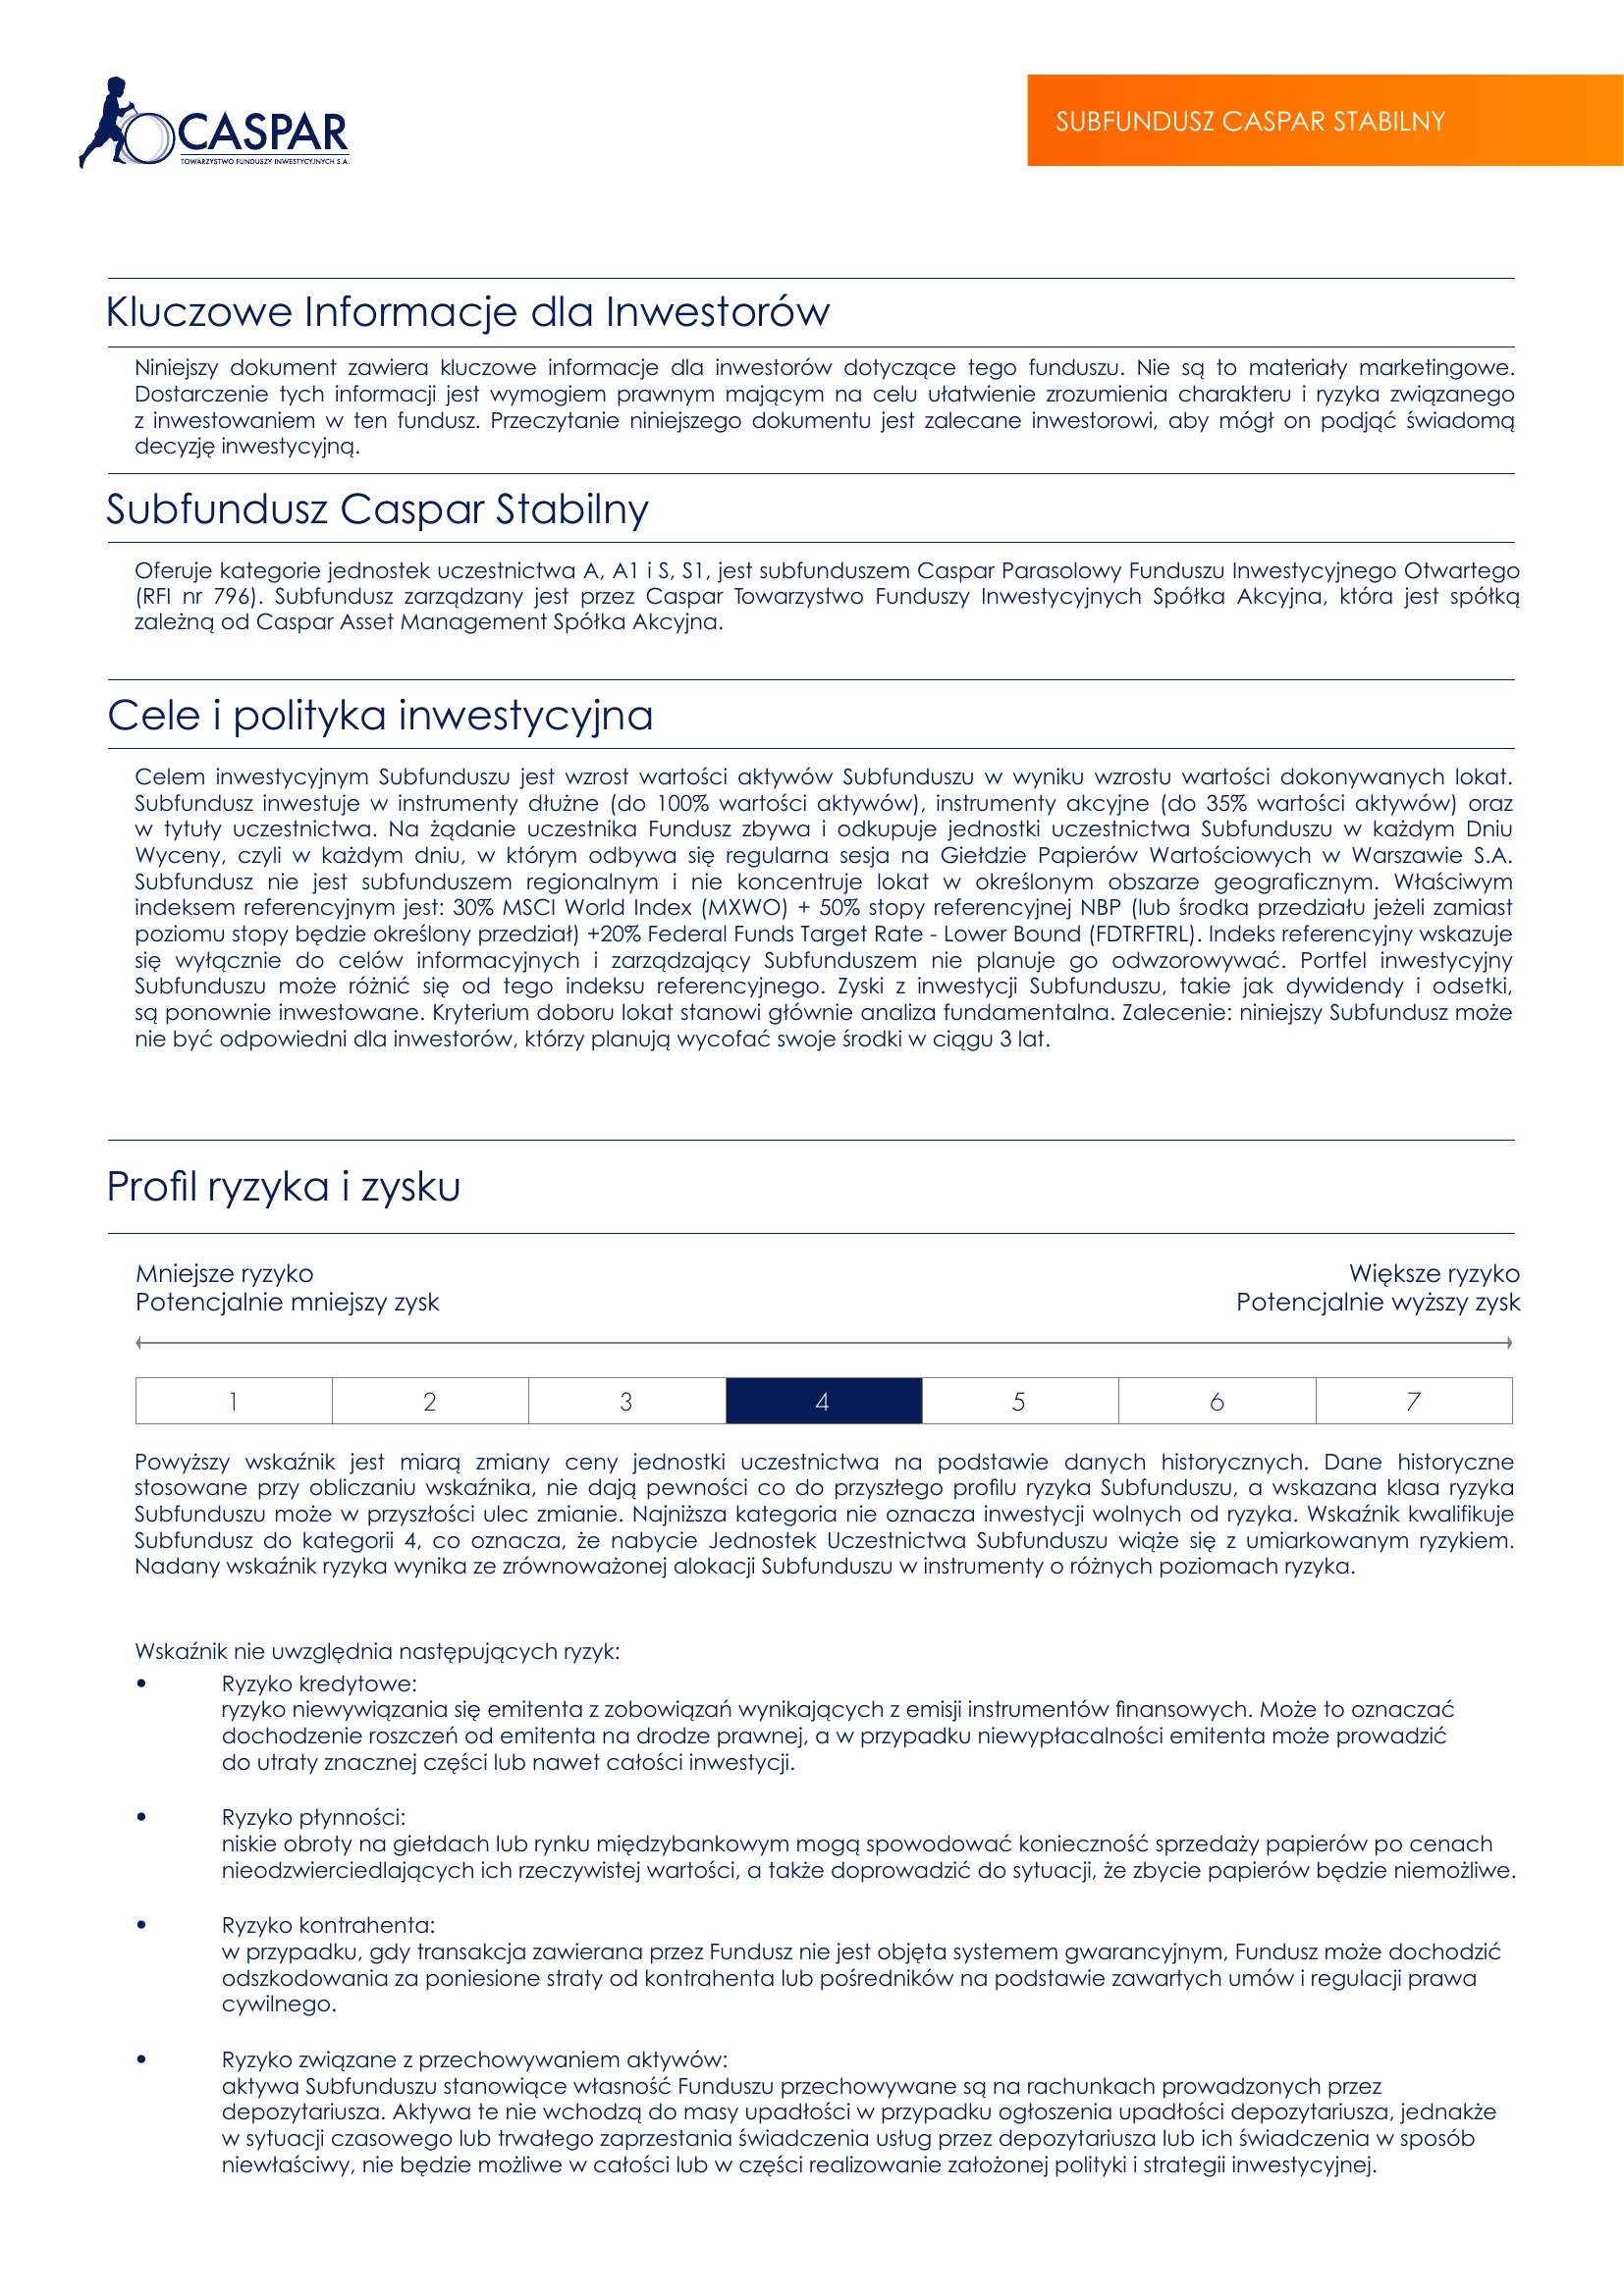 CASPAR
TOWARZYSTWO FUNDUSZY INWESTYCYJNYCH S.A.
SUBFUNDUSZ CASPAR STABILNY
Kluczowe Informacje dla Inwestorów
Niniejszy dokument zawiera kluczowe informacje dla inwestorów dotyczące tego funduszu. Nie są to materiały marketingowe.
Dostarczenie tych informacji jest wymogiem prawnym mającym na celu ułatwienie zrozumienia charakteru i ryzyka związanego
z inwestowaniem w ten fundusz. Przeczytanie niniejszego dokumentu jest zalecane inwestorowi, aby mógł on podjąć świadomą
decyzję inwestycyjną.
Subfundusz Caspar Stabilny
Oferuje kategorie jednostek uczestnictwa A, A1 i S, S1, jest subfunduszem Caspar Parasolowy Funduszu Inwestycyjnego Otwartego
(RFI nr 796). Subfundusz zarządzany jest przez Caspar Towarzystwo Funduszy Inwestycyjnych Spółka Akcyjna, która jest spółką
zależną od Caspar Asset Management Spółka Akcyjna.
Cele i polityka inwestycyjna
Celem inwestycyjnym Subfunduszu jest wzrost wartości aktywów Subfunduszu w wyniku wzrostu wartości dokonywanych lokat.
Subfundusz inwestuje w instrumenty dłużne (do 100% wartości aktywów), instrumenty akcyjne (do 35% wartości aktywów) oraz
w tytuły uczestnictwa. Na żądanie uczestnika Fundusz zbywa i odkupuje jednostki uczestnictwa Subfunduszu w każdym Dniu
Wyceny, czyli w każdym dniu, w którym odbywa się regularna sesja na Giełdzie Papierów Wartościowych w Warszawie S.A.
Subfundusz nie jest subfunduszem regionalnym i nie koncentruje lokat w określonym obszarze geograficznym. Właściwym
indeksem referencyjnym jest: 30% MSCI World Index (MXWO) + 50% stopy referencyjnej NBP (lub środka przedziału jeżeli zamiast
poziomu stopy będzie określony przedział) +20% Federal Funds Target Rate - Lower Bound (FDTRFTRL). Indeks referencyjny wskazuje
się wyłącznie do celów informacyjnych i zarządzający Subfunduszem nie planuje go odwzorowywać. Portfel inwestycyjny
Subfunduszu może różnić się od tego indeksu referencyjnego. Zyski z inwestycji Subfunduszu, takie jak dywidendy i odsetki,
są ponownie inwestowane. Kryterium doboru lokat stanowi głównie analiza fundamentalna. Zalecenie: niniejszy Subfundusz może
nie być odpowiedni dla inwestorów, którzy planują wycofać swoje środki w ciągu 3 lat.
Profil ryzyka i zysku
Mniejsze ryzyko
Potencjalnie mniejszy zysk
Większe ryzyko
Potencjalnie wyższy zysk
1 2 3 4 5 6 7
Powyższy wskaźnik jest miarą zmiany ceny jednostki uczestnictwa na podstawie danych historycznych. Dane historyczne
stosowane przy obliczaniu wskaźnika, nie dają pewności co do przyszłego profilu ryzyka Subfunduszu, a wskazana klasa ryzyka
Subfunduszu może w przyszłości ulec zmianie. Najniższa kategoria nie oznacza inwestycji wolnych od ryzyka. Wskaźnik kwalifikuje
Subfundusz do kategorii 4, co oznacza, że nabycie Jednostek Uczestnictwa Subfunduszu wiąże się z umiarkowanym ryzykiem.
Nadany wskaźnik ryzyka wynika ze zrównoważonej alokacji Subfunduszu w instrumenty o różnych poziomach ryzyka.
Wskaźnik nie uwzględnia następujących ryzyk:
• Ryzyko kredytowe:
ryzyko niewywiązania się emitenta z zobowiązań wynikających z emisji instrumentów finansowych. Może to oznaczać
dochodzenie roszczeń od emitenta na drodze prawnej, a w przypadku niewypłacalności emitenta może prowadzić
do utraty znacznej części lub nawet całości inwestycji.
• Ryzyko płynności:
niskie obroty na giełdach lub rynku międzybankowym mogą spowodować konieczność sprzedaży papierów po cenach
nieodzwierciedlających ich rzeczywistej wartości, a także doprowadzić do sytuacji, że zbycie papierów będzie niemożliwe.
• Ryzyko kontrahenta:
w przypadku, gdy transakcja zawierana przez Fundusz nie jest objęta systemem gwarancyjnym, Fundusz może dochodzić
odszkodowania za poniesione straty od kontrahenta lub pośredników na podstawie zawartych umów i regulacji prawa
cywilnego.
• Ryzyko związane z przechowywaniem aktywów:
aktywa Subfunduszu stanowiące własność Funduszu przechowywane są na rachunkach prowadzonych przez
depozytariusza. Aktywa te nie wchodzą do masy upadłości w przypadku ogłoszenia upadłości depozytariusza, jednakże
w sytuacji czasowego lub trwałego zaprzestania świadczenia usług przez depozytariusza lub ich świadczenia w sposób
niewłaściwy, nie będzie możliwe w całości lub w części realizowanie założonej polityki i strategii inwestycyjnej.